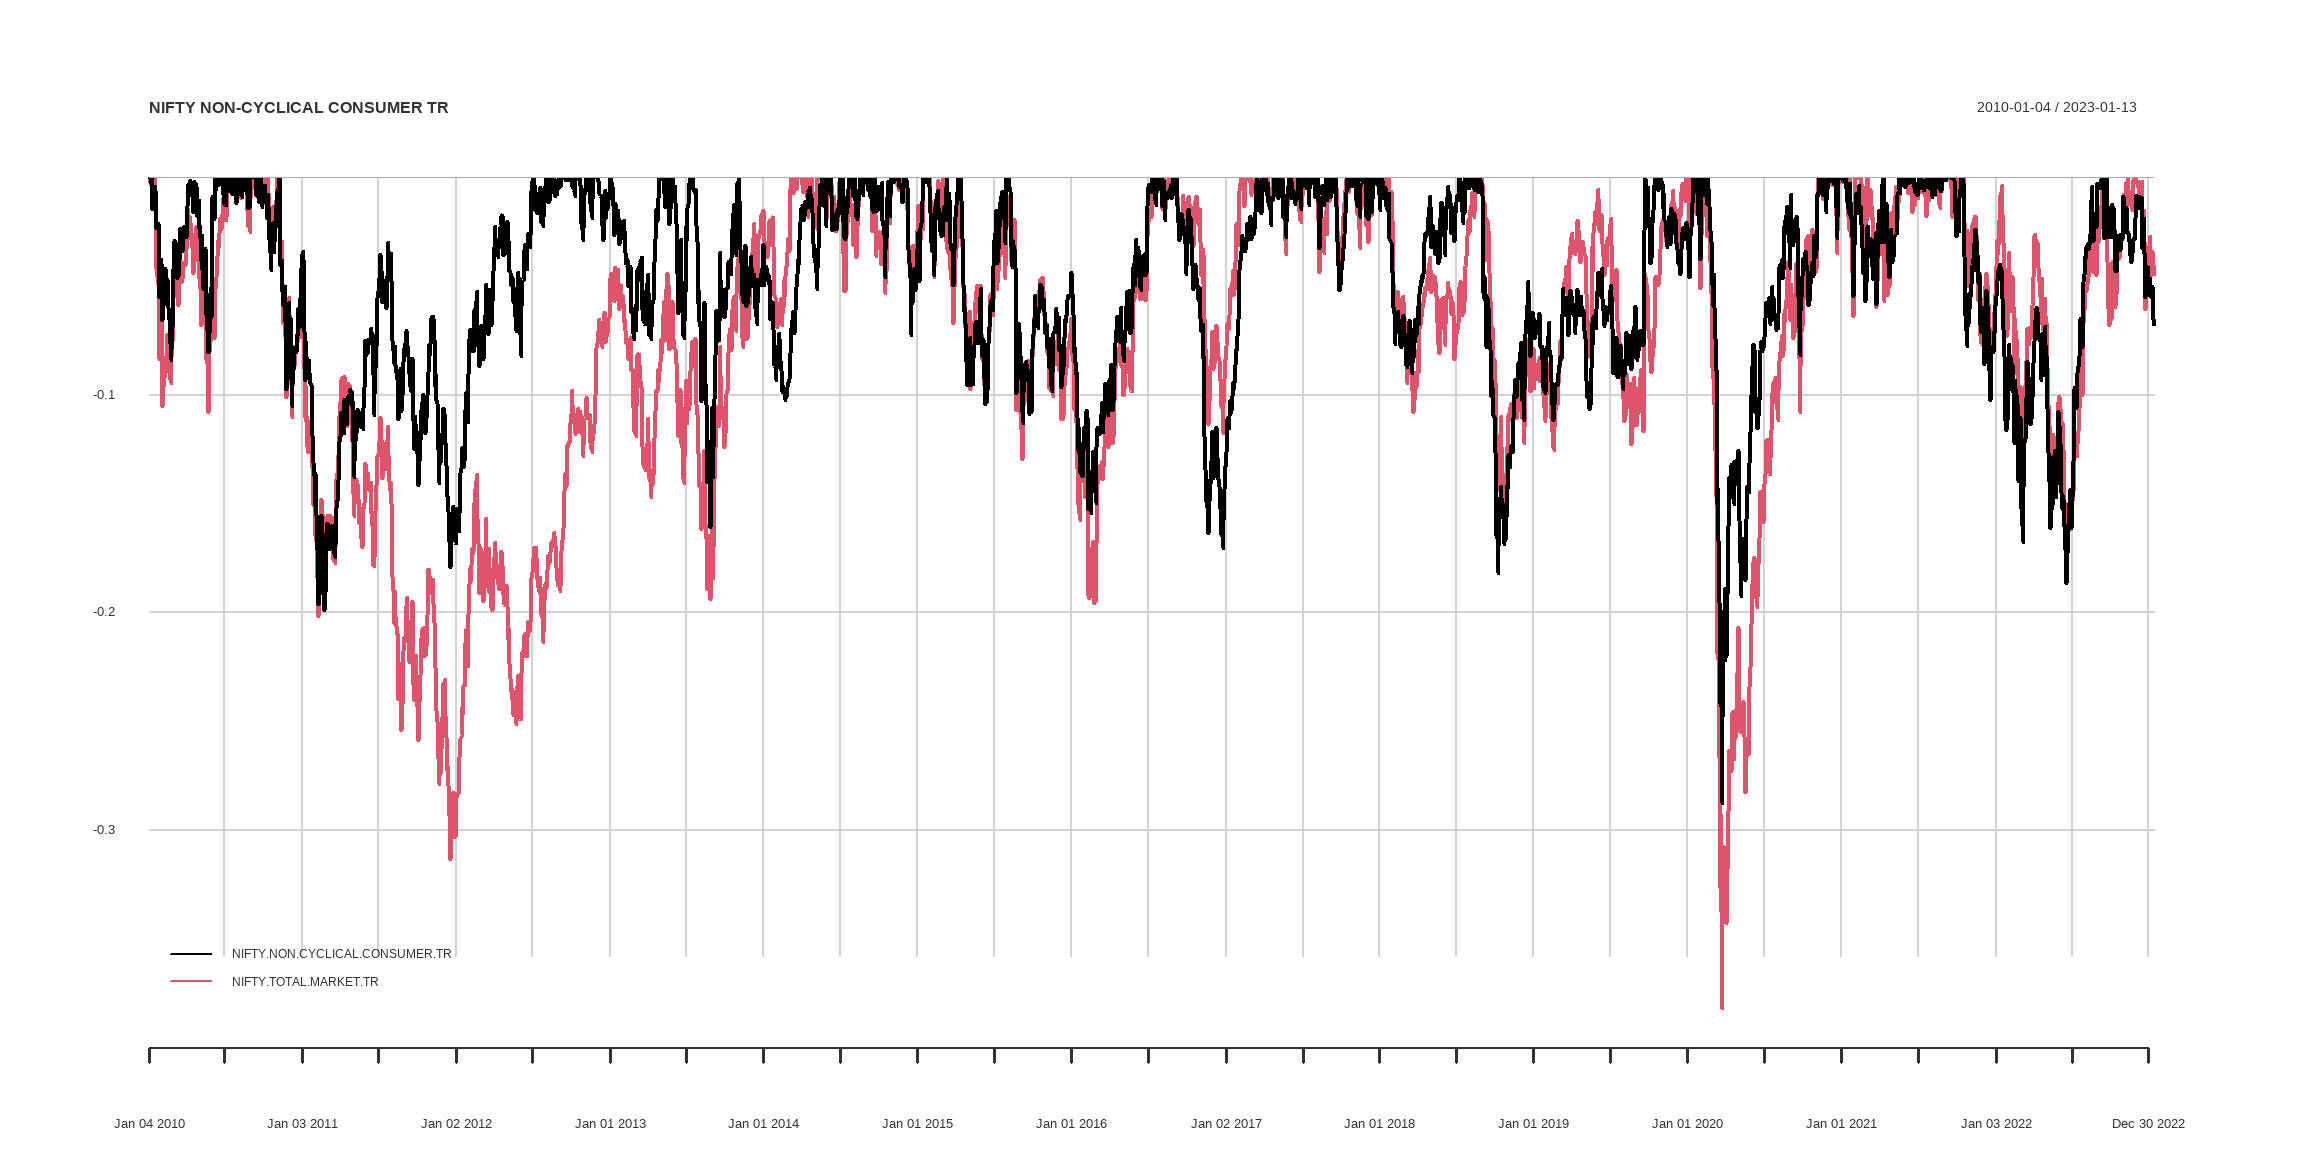 NIFTY NON-CYCLICAL CONSUMER TR
2010-01-04 / 2023-01-13
-0.1
-0.2
-0.3
NIFTY.NON.CYCLICAL.CONSUMER.TR
NIFTY.TOTAL.MARKET.TR
Jan 04 2010 Jan 03 2011 Jan 02 2012 Jan 01 2013 Jan 01 2014 Jan 01 2015 Jan 01 2016 Jan 02 2017 Jan 01 2018 Jan 01 2019 Jan 01 2020 Jan 01 2021 Jan 03 2022 Dec 30 2022